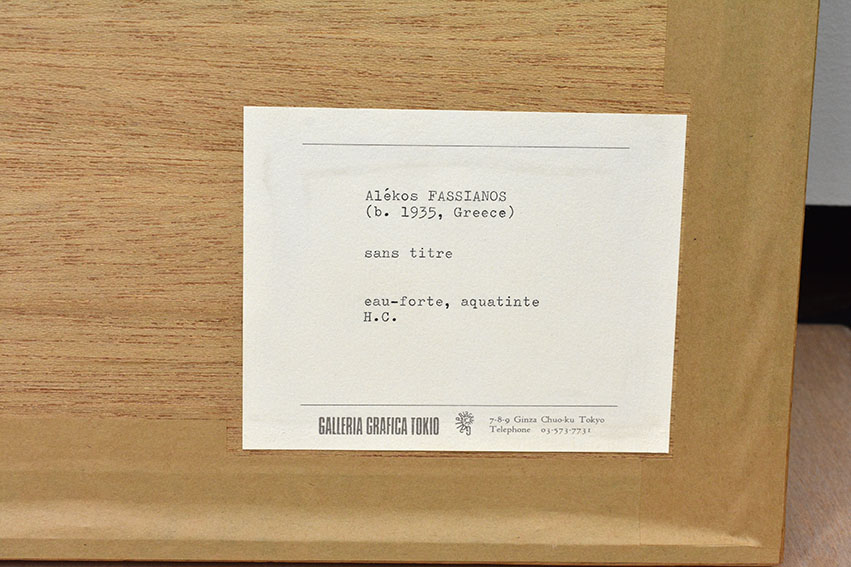 Alékos FASSIANOS
(b. 1935, Greece)
sans titre
eau-forte, aquatinte
H.C.
GALLERIA GRAFICA TOKIO
7-8-9 Ginza Chuo-ku Tokyo
Telephone 03-573-7731